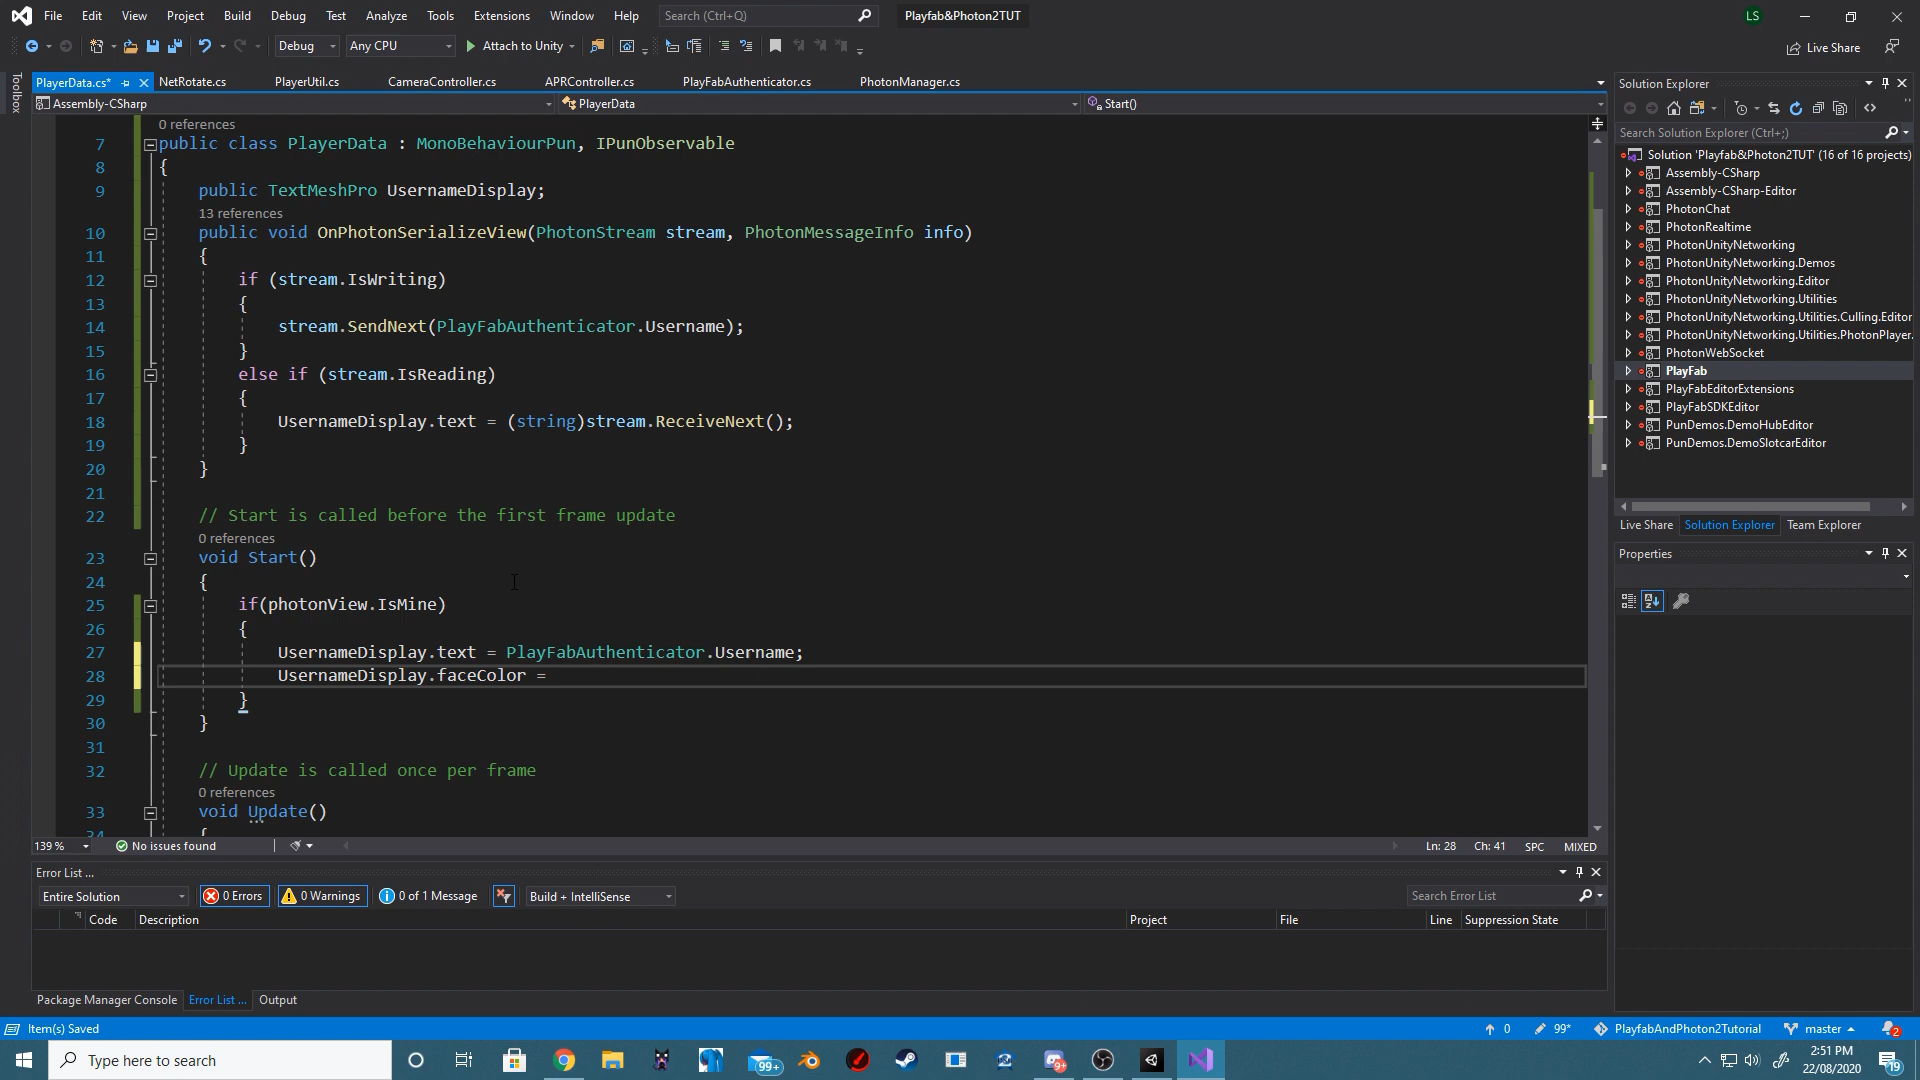 File Edit View Project Build Debug Test Analyze Tools Extensions Window Help Search (Ctrl+Q) Playfab&Photon2TUT LS
Debug Any CPU Attach to Unity Live Share
Toolbox
PlayerData.cs* NetRotate.cs PlayerUtil.cs CameraController.cs APRController.cs PlayFabAuthenticator.cs PhotonManager.cs
Assembly-CSharp PlayerData Start()
0 references
7 public class PlayerData : MonoBehaviourPun, IPunObservable
8 {
9 public TextMeshPro UsernameDisplay;
13 references
10 public void OnPhotonSerializeView(PhotonStream stream, PhotonMessageInfo info)
11 {
12 if (stream.IsWriting)
13 {
14 stream.SendNext(PlayFabAuthenticator.Username);
15 }
16 else if (stream.IsReading)
17 {
18 UsernameDisplay.text = (string)stream.ReceiveNext();
19 }
20 }
21
22 // Start is called before the first frame update
0 references
23 void Start()
24 {
25 if(photonView.IsMine)
26 {
27 UsernameDisplay.text = PlayFabAuthenticator.Username;
28 UsernameDisplay.faceColor =
29 }
30 }
31
32 // Update is called once per frame
0 references
33 void Update()
34 {
139 % No issues found Ln: 28 Ch: 41 SPC MIXED
Error List ...
Entire Solution 0 Errors 0 Warnings 0 of 1 Message Build + IntelliSense Search Error List
Code Description Project File Line Suppression State
Package Manager Console Error List ... Output
Solution Explorer
Search Solution Explorer (Ctrl+;)
Solution 'Playfab&Photon2TUT' (16 of 16 projects)
Assembly-CSharp
Assembly-CSharp-Editor
PhotonChat
PhotonRealtime
PhotonUnityNetworking
PhotonUnityNetworking.Demos
PhotonUnityNetworking.Editor
PhotonUnityNetworking.Utilities
PhotonUnityNetworking.Utilities.Culling.Editor
PhotonUnityNetworking.Utilities.PhotonPlayer.
PhotonWebSocket
PlayFab
PlayFabEditorExtensions
PlayFabSDKEditor
PunDemos.DemoHubEditor
PunDemos.DemoSlotcarEditor
Live Share Solution Explorer Team Explorer
Properties
Item(s) Saved 0 99* PlayfabAndPhoton2Tutorial master 2
Type here to search 99+ 9+ 2:51 PM 19
22/08/2020